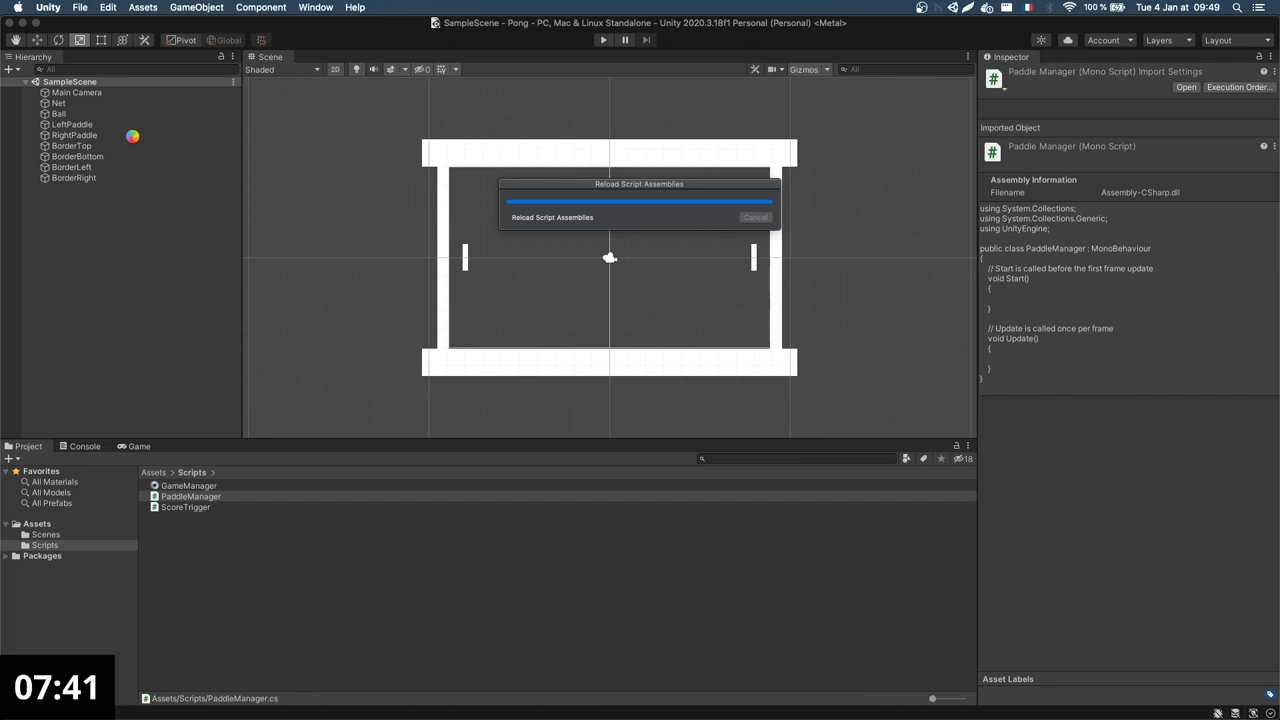 Unity File Edit Assets GameObject Component Window Help 100 % Tue 4 Jan at 09:49
SampleScene - Pong - PC, Mac & Linux Standalone - Unity 2020.3.18f1 Personal (Personal) <Metal>
Pivot Global Account Layers Layout
Hierarchy
All
SampleScene
Main Camera
Net
Ball
LeftPaddle
RightPaddle
BorderTop
BorderBottom
BorderLeft
BorderRight
Scene
Shaded 2D 0 Gizmos All
Reload Script Assemblies
Reload Script Assemblies Cancel
Inspector
Paddle Manager (Mono Script) Import Settings
Open Execution Order...
Imported Object
Paddle Manager (Mono Script)
Assembly Information
Filename Assembly-CSharp.dll
using System.Collections;
using System.Collections.Generic;
using UnityEngine;
public class PaddleManager : MonoBehaviour
{
// Start is called before the first frame update
void Start()
{
}
// Update is called once per frame
void Update()
{
}
}
Asset Labels
Project Console Game
18
Favorites
All Materials
All Models
All Prefabs
Assets
Scenes
Scripts
Packages
Assets > Scripts >
GameManager
PaddleManager
ScoreTrigger
Assets/Scripts/PaddleManager.cs
07:41